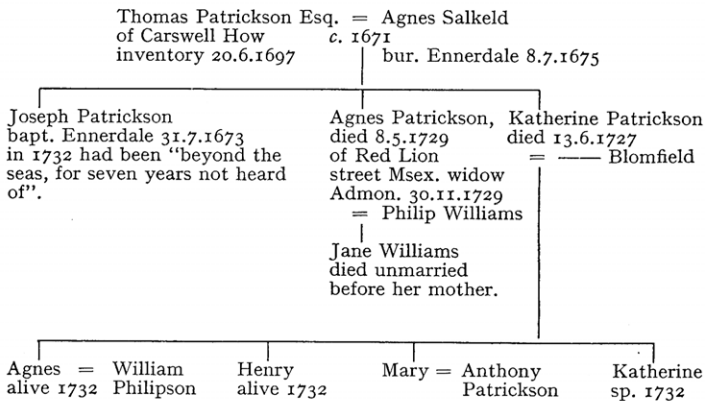 Thomas Patrickson Esq. = Agnes Salkeld
of Carswell How c. 1671
inventory 20.6.1697 bur. Ennerdale 8.7.1675
Joseph Patrickson
bapt. Ennerdale 31.7.1673
in 1732 had been "beyond the
seas, for seven years not heard
of".
Agnes Patrickson,
died 8.5.1729
of Red Lion
street Msex. widow
Admon. 30.11.1729
= Philip Williams
Jane Williams
died unmarried
before her mother.
Katherine Patrickson
died 13.6.1727
= —— Blomfield
Agnes = William
alive 1732 Philipson
Henry
alive 1732
Mary = Anthony
Patrickson
Katherine
sp. 1732